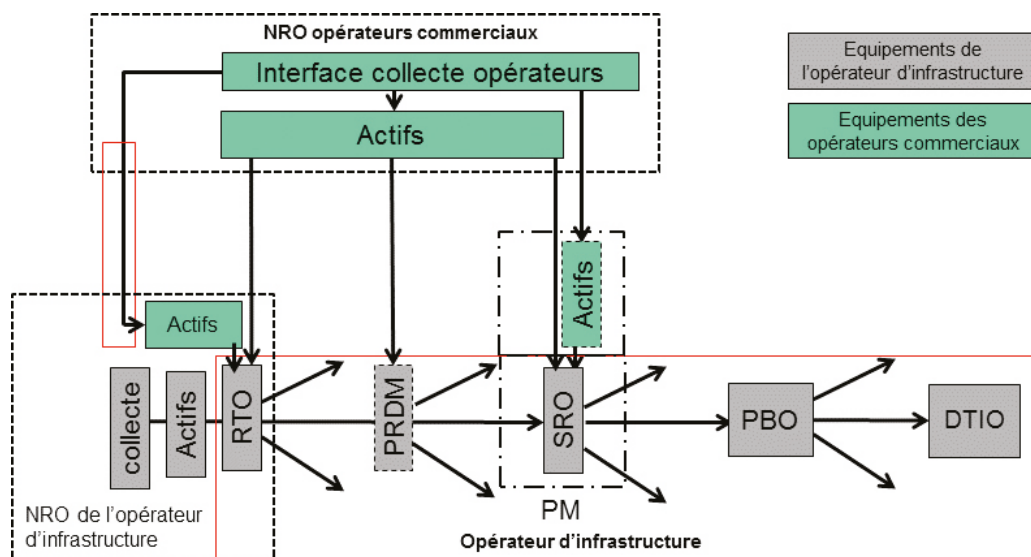 NRO opérateurs commerciaux
Interface collecte opérateurs
Actifs
Equipements de
l'opérateur d'infrastructure
Equipements des
opérateurs commerciaux
Actifs
Actifs
collecte
Actifs
RTO
PRDM
SRO
PBO
DTIO
NRO de l'opérateur
d'infrastructure
PM
Opérateur d'infrastructure